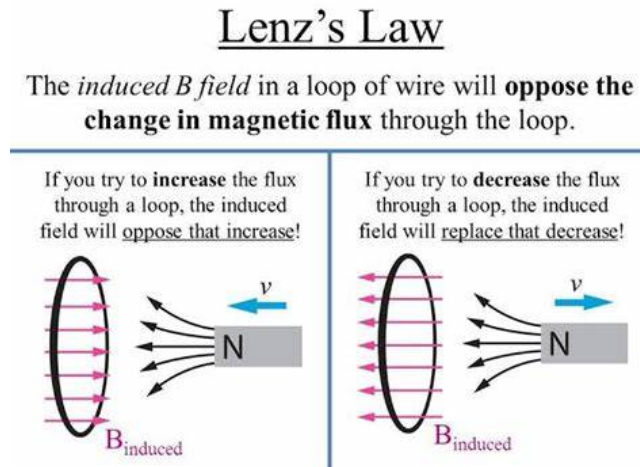 Lenz's Law
The induced B field in a loop of wire will oppose the
change in magnetic flux through the loop.
If you try to increase the flux
through a loop, the induced
field will oppose that increase!
v
N
Binduced
If you try to decrease the flux
through a loop, the induced
field will replace that decrease!
v
N
Binduced